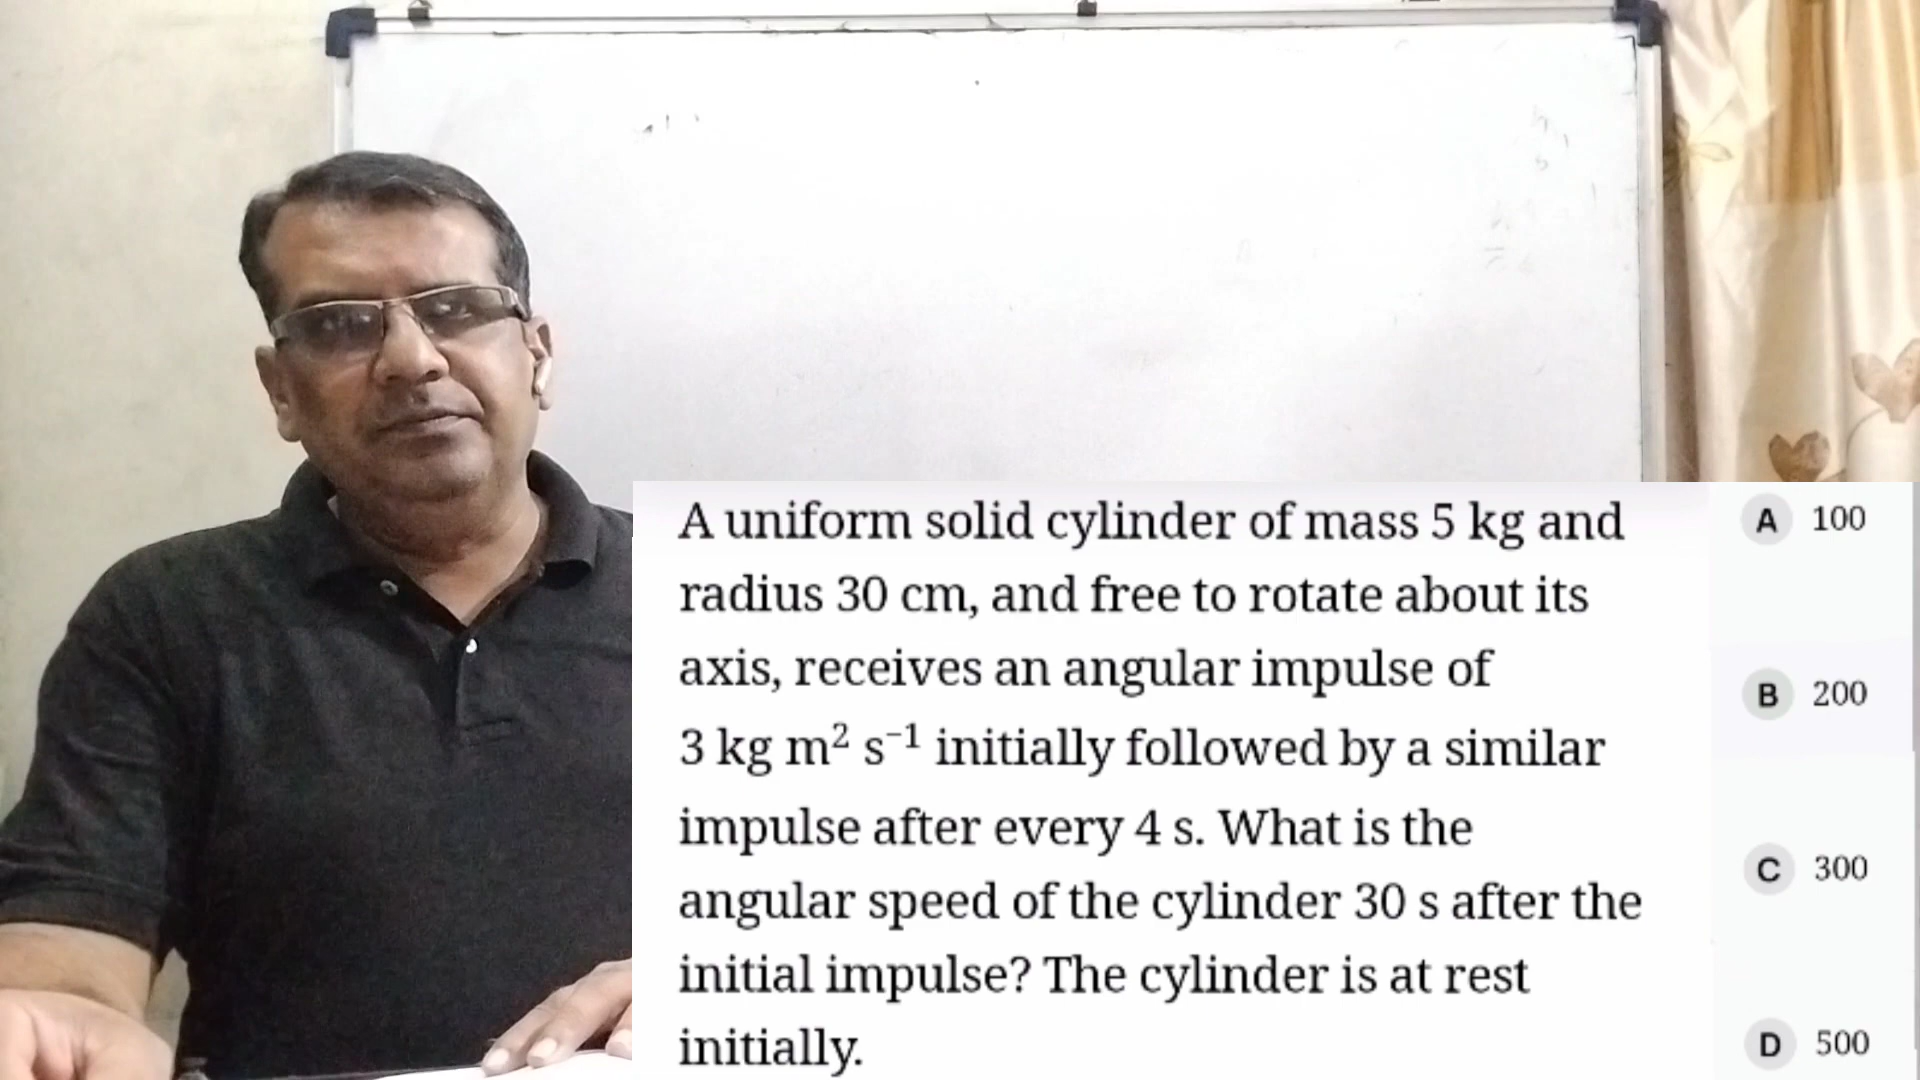 A uniform solid cylinder of mass 5 kg and
radius 30 cm, and free to rotate about its
axis, receives an angular impulse of
3 kg m² s⁻¹ initially followed by a similar
impulse after every 4 s. What is the
angular speed of the cylinder 30 s after the
initial impulse? The cylinder is at rest
initially.
A 100
B 200
C 300
D 500